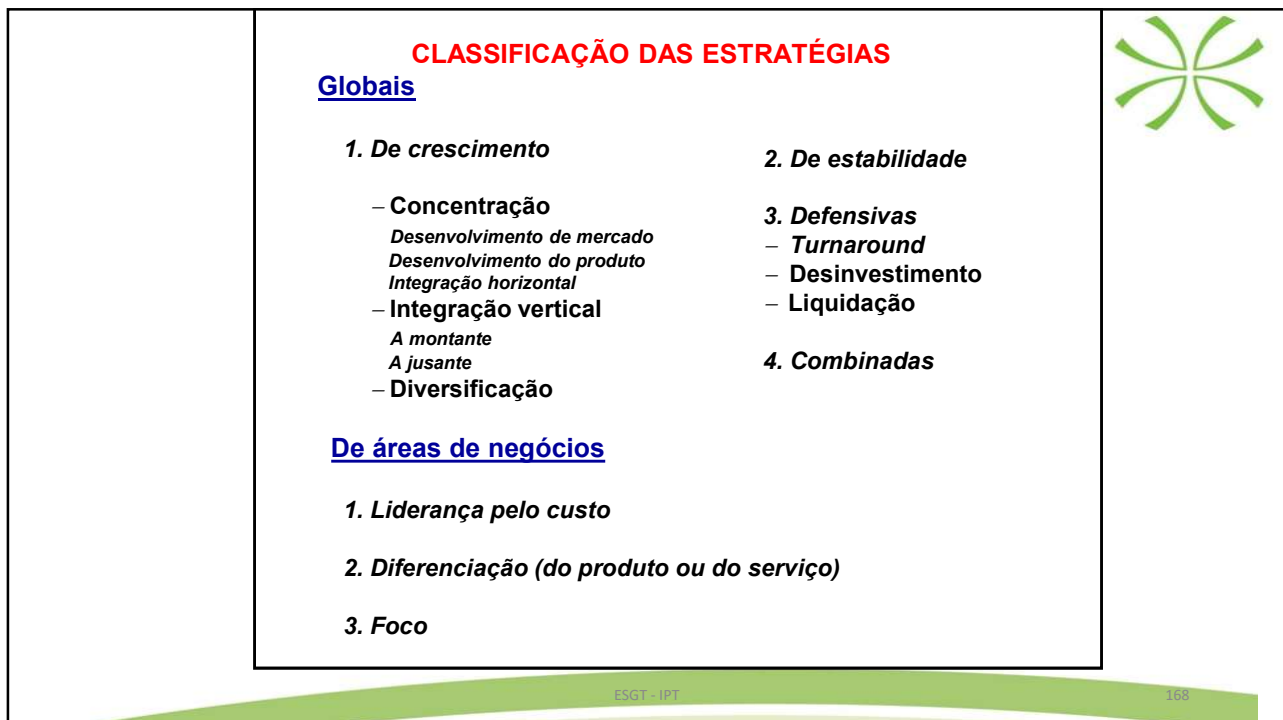 CLASSIFICAÇÃO DAS ESTRATÉGIAS
Globais
1. De crescimento
– Concentração
Desenvolvimento de mercado
Desenvolvimento do produto
Integração horizontal
– Integração vertical
A montante
A jusante
– Diversificação
2. De estabilidade
3. Defensivas
– Turnaround
– Desinvestimento
– Liquidação
4. Combinadas
De áreas de negócios
1. Liderança pelo custo
2. Diferenciação (do produto ou do serviço)
3. Foco
ESGT - IPT
168